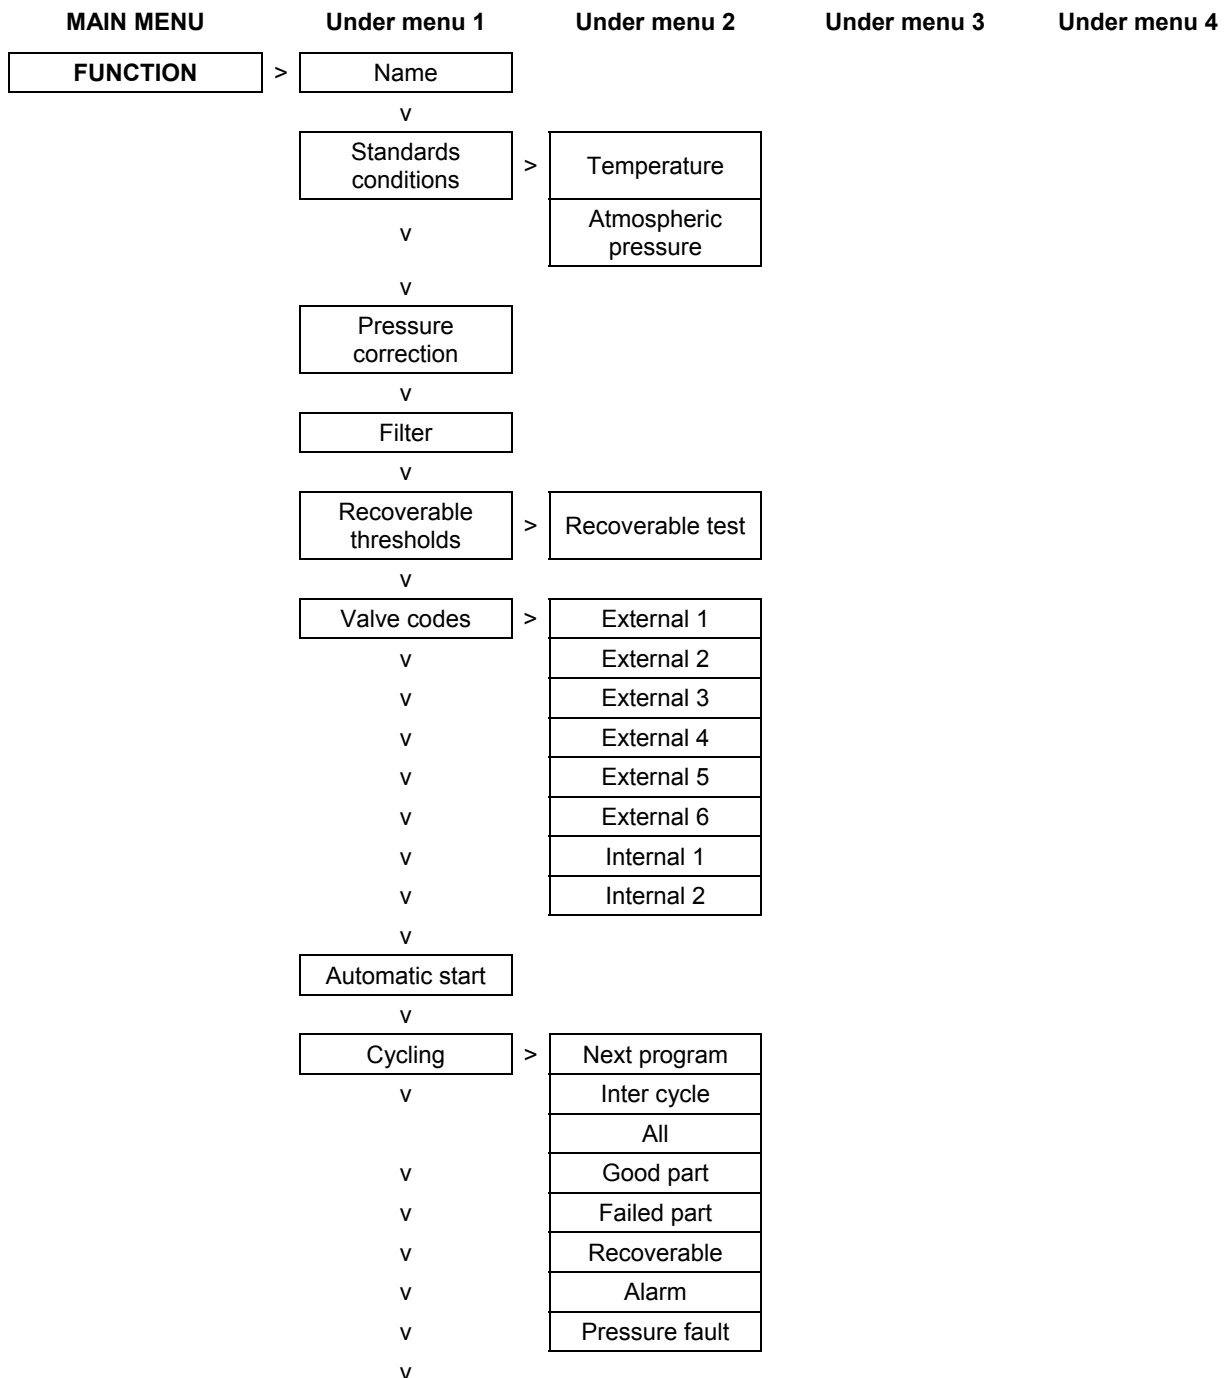 MAIN MENU Under menu 1 Under menu 2 Under menu 3 Under menu 4
FUNCTION > Name
v
Standards
conditions > Temperature
v Atmospheric
pressure
v
Pressure
correction
v
Filter
v
Recoverable
thresholds > Recoverable test
v
Valve codes > External 1
v External 2
v External 3
v External 4
v External 5
v External 6
v Internal 1
v Internal 2
v
Automatic start
v
Cycling > Next program
v Inter cycle
All
v Good part
v Failed part
v Recoverable
v Alarm
v Pressure fault
v